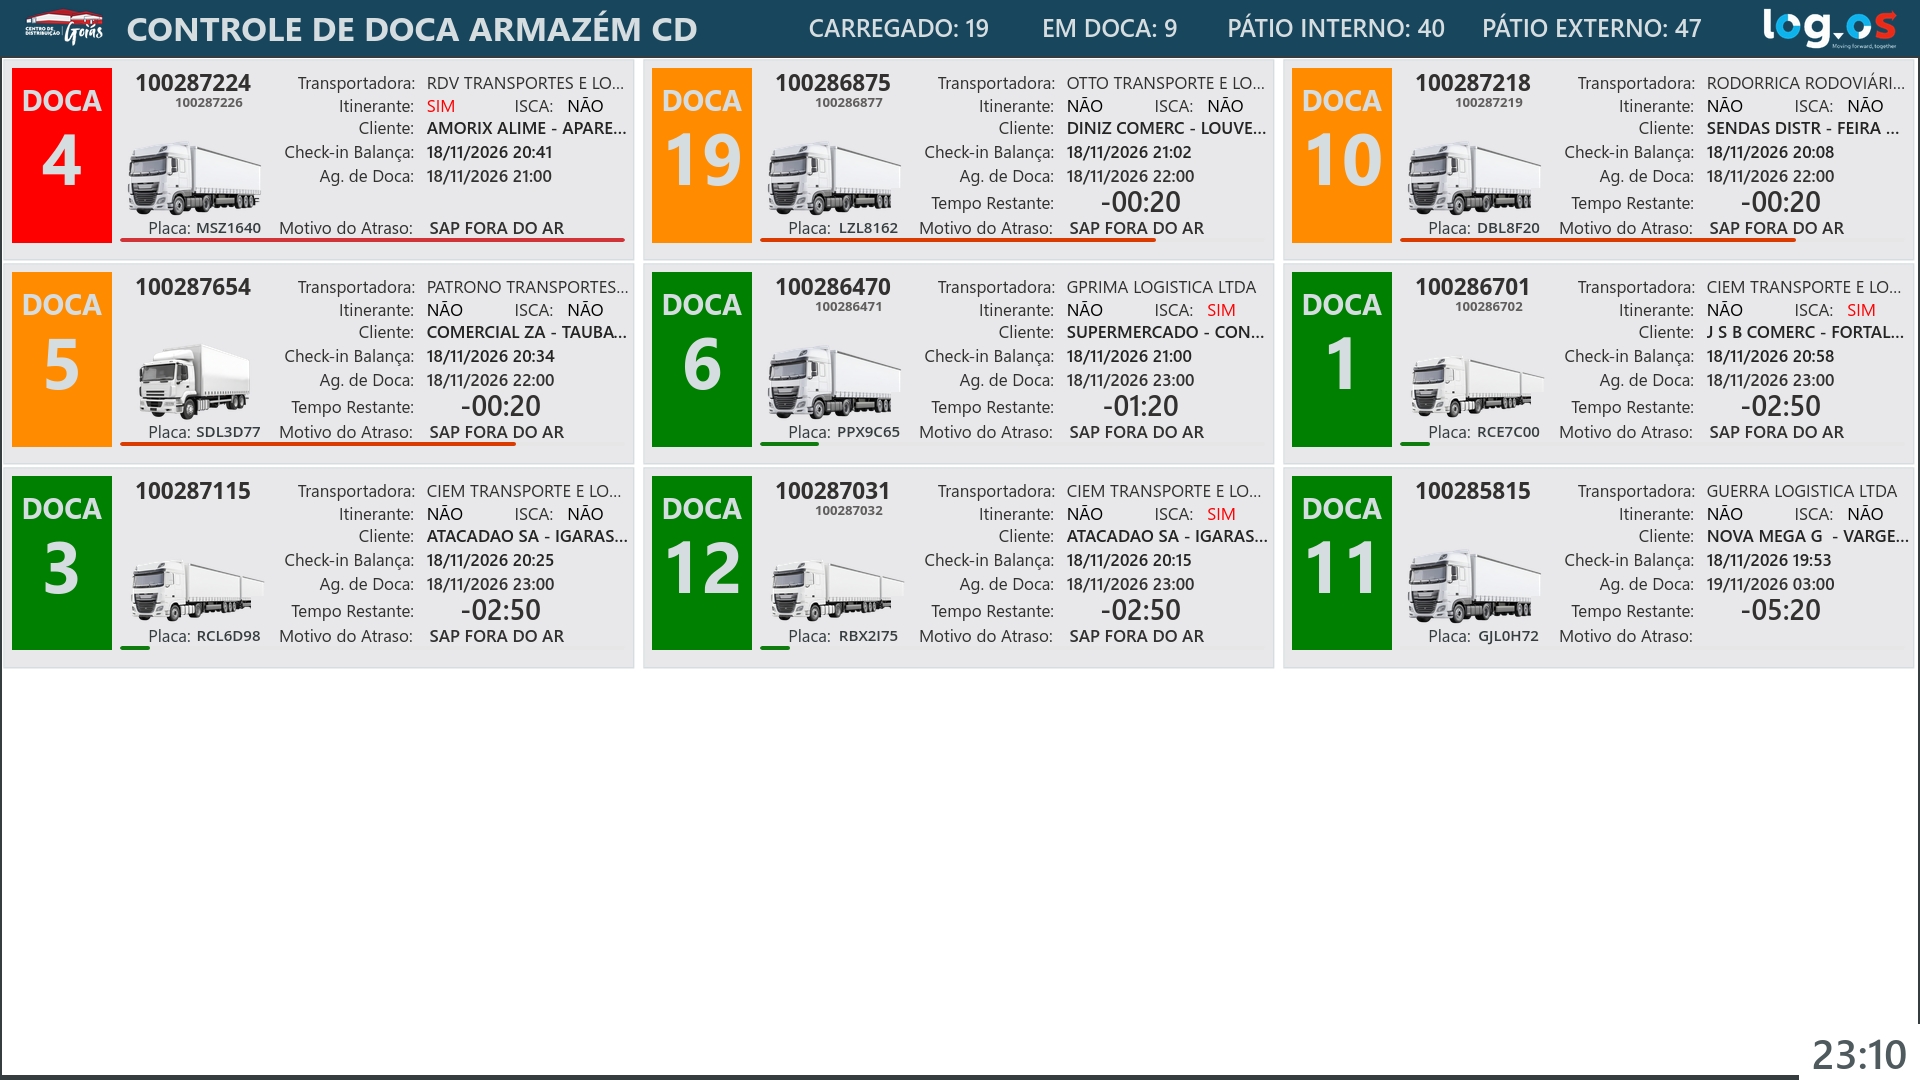 CENTRO DE DISTRIBUIÇÃO Goiás
CONTROLE DE DOCA ARMAZÉM CD
CARREGADO: 19
EM DOCA: 9
PÁTIO INTERNO: 40
PÁTIO EXTERNO: 47
log.os
Moving forward, together
DOCA
4
100287224
100287226
Transportadora: RDV TRANSPORTES E LO...
Itinerante: SIM ISCA: NÃO
Cliente: AMORIX ALIME - APARE...
Check-in Balança: 18/11/2026 20:41
Ag. de Doca: 18/11/2026 21:00
Placa: MSZ1640 Motivo do Atraso: SAP FORA DO AR
DOCA
19
100286875
100286877
Transportadora: OTTO TRANSPORTE E LO...
Itinerante: NÃO ISCA: NÃO
Cliente: DINIZ COMERC - LOUVE...
Check-in Balança: 18/11/2026 21:02
Ag. de Doca: 18/11/2026 22:00
Tempo Restante: -00:20
Placa: LZL8162 Motivo do Atraso: SAP FORA DO AR
DOCA
10
100287218
100287219
Transportadora: RODORRICA RODOVIÁRI...
Itinerante: NÃO ISCA: NÃO
Cliente: SENDAS DISTR - FEIRA ...
Check-in Balança: 18/11/2026 20:08
Ag. de Doca: 18/11/2026 22:00
Tempo Restante: -00:20
Placa: DBL8F20 Motivo do Atraso: SAP FORA DO AR
DOCA
5
100287654
Transportadora: PATRONO TRANSPORTES...
Itinerante: NÃO ISCA: NÃO
Cliente: COMERCIAL ZA - TAUBA...
Check-in Balança: 18/11/2026 20:34
Ag. de Doca: 18/11/2026 22:00
Tempo Restante: -00:20
Placa: SDL3D77 Motivo do Atraso: SAP FORA DO AR
DOCA
6
100286470
100286471
Transportadora: GPRIMA LOGISTICA LTDA
Itinerante: NÃO ISCA: SIM
Cliente: SUPERMERCADO - CON...
Check-in Balança: 18/11/2026 21:00
Ag. de Doca: 18/11/2026 23:00
Tempo Restante: -01:20
Placa: PPX9C65 Motivo do Atraso: SAP FORA DO AR
DOCA
1
100286701
100286702
Transportadora: CIEM TRANSPORTE E LO...
Itinerante: NÃO ISCA: SIM
Cliente: J S B COMERC - FORTAL...
Check-in Balança: 18/11/2026 20:58
Ag. de Doca: 18/11/2026 23:00
Tempo Restante: -02:50
Placa: RCE7C00 Motivo do Atraso: SAP FORA DO AR
DOCA
3
100287115
Transportadora: CIEM TRANSPORTE E LO...
Itinerante: NÃO ISCA: NÃO
Cliente: ATACADAO SA - IGARAS...
Check-in Balança: 18/11/2026 20:25
Ag. de Doca: 18/11/2026 23:00
Tempo Restante: -02:50
Placa: RCL6D98 Motivo do Atraso: SAP FORA DO AR
DOCA
12
100287031
100287032
Transportadora: CIEM TRANSPORTE E LO...
Itinerante: NÃO ISCA: SIM
Cliente: ATACADAO SA - IGARAS...
Check-in Balança: 18/11/2026 20:15
Ag. de Doca: 18/11/2026 23:00
Tempo Restante: -02:50
Placa: RBX2I75 Motivo do Atraso: SAP FORA DO AR
DOCA
11
100285815
Transportadora: GUERRA LOGISTICA LTDA
Itinerante: NÃO ISCA: NÃO
Cliente: NOVA MEGA G - VARGE...
Check-in Balança: 18/11/2026 19:53
Ag. de Doca: 19/11/2026 03:00
Tempo Restante: -05:20
Placa: GJL0H72 Motivo do Atraso:
23:10